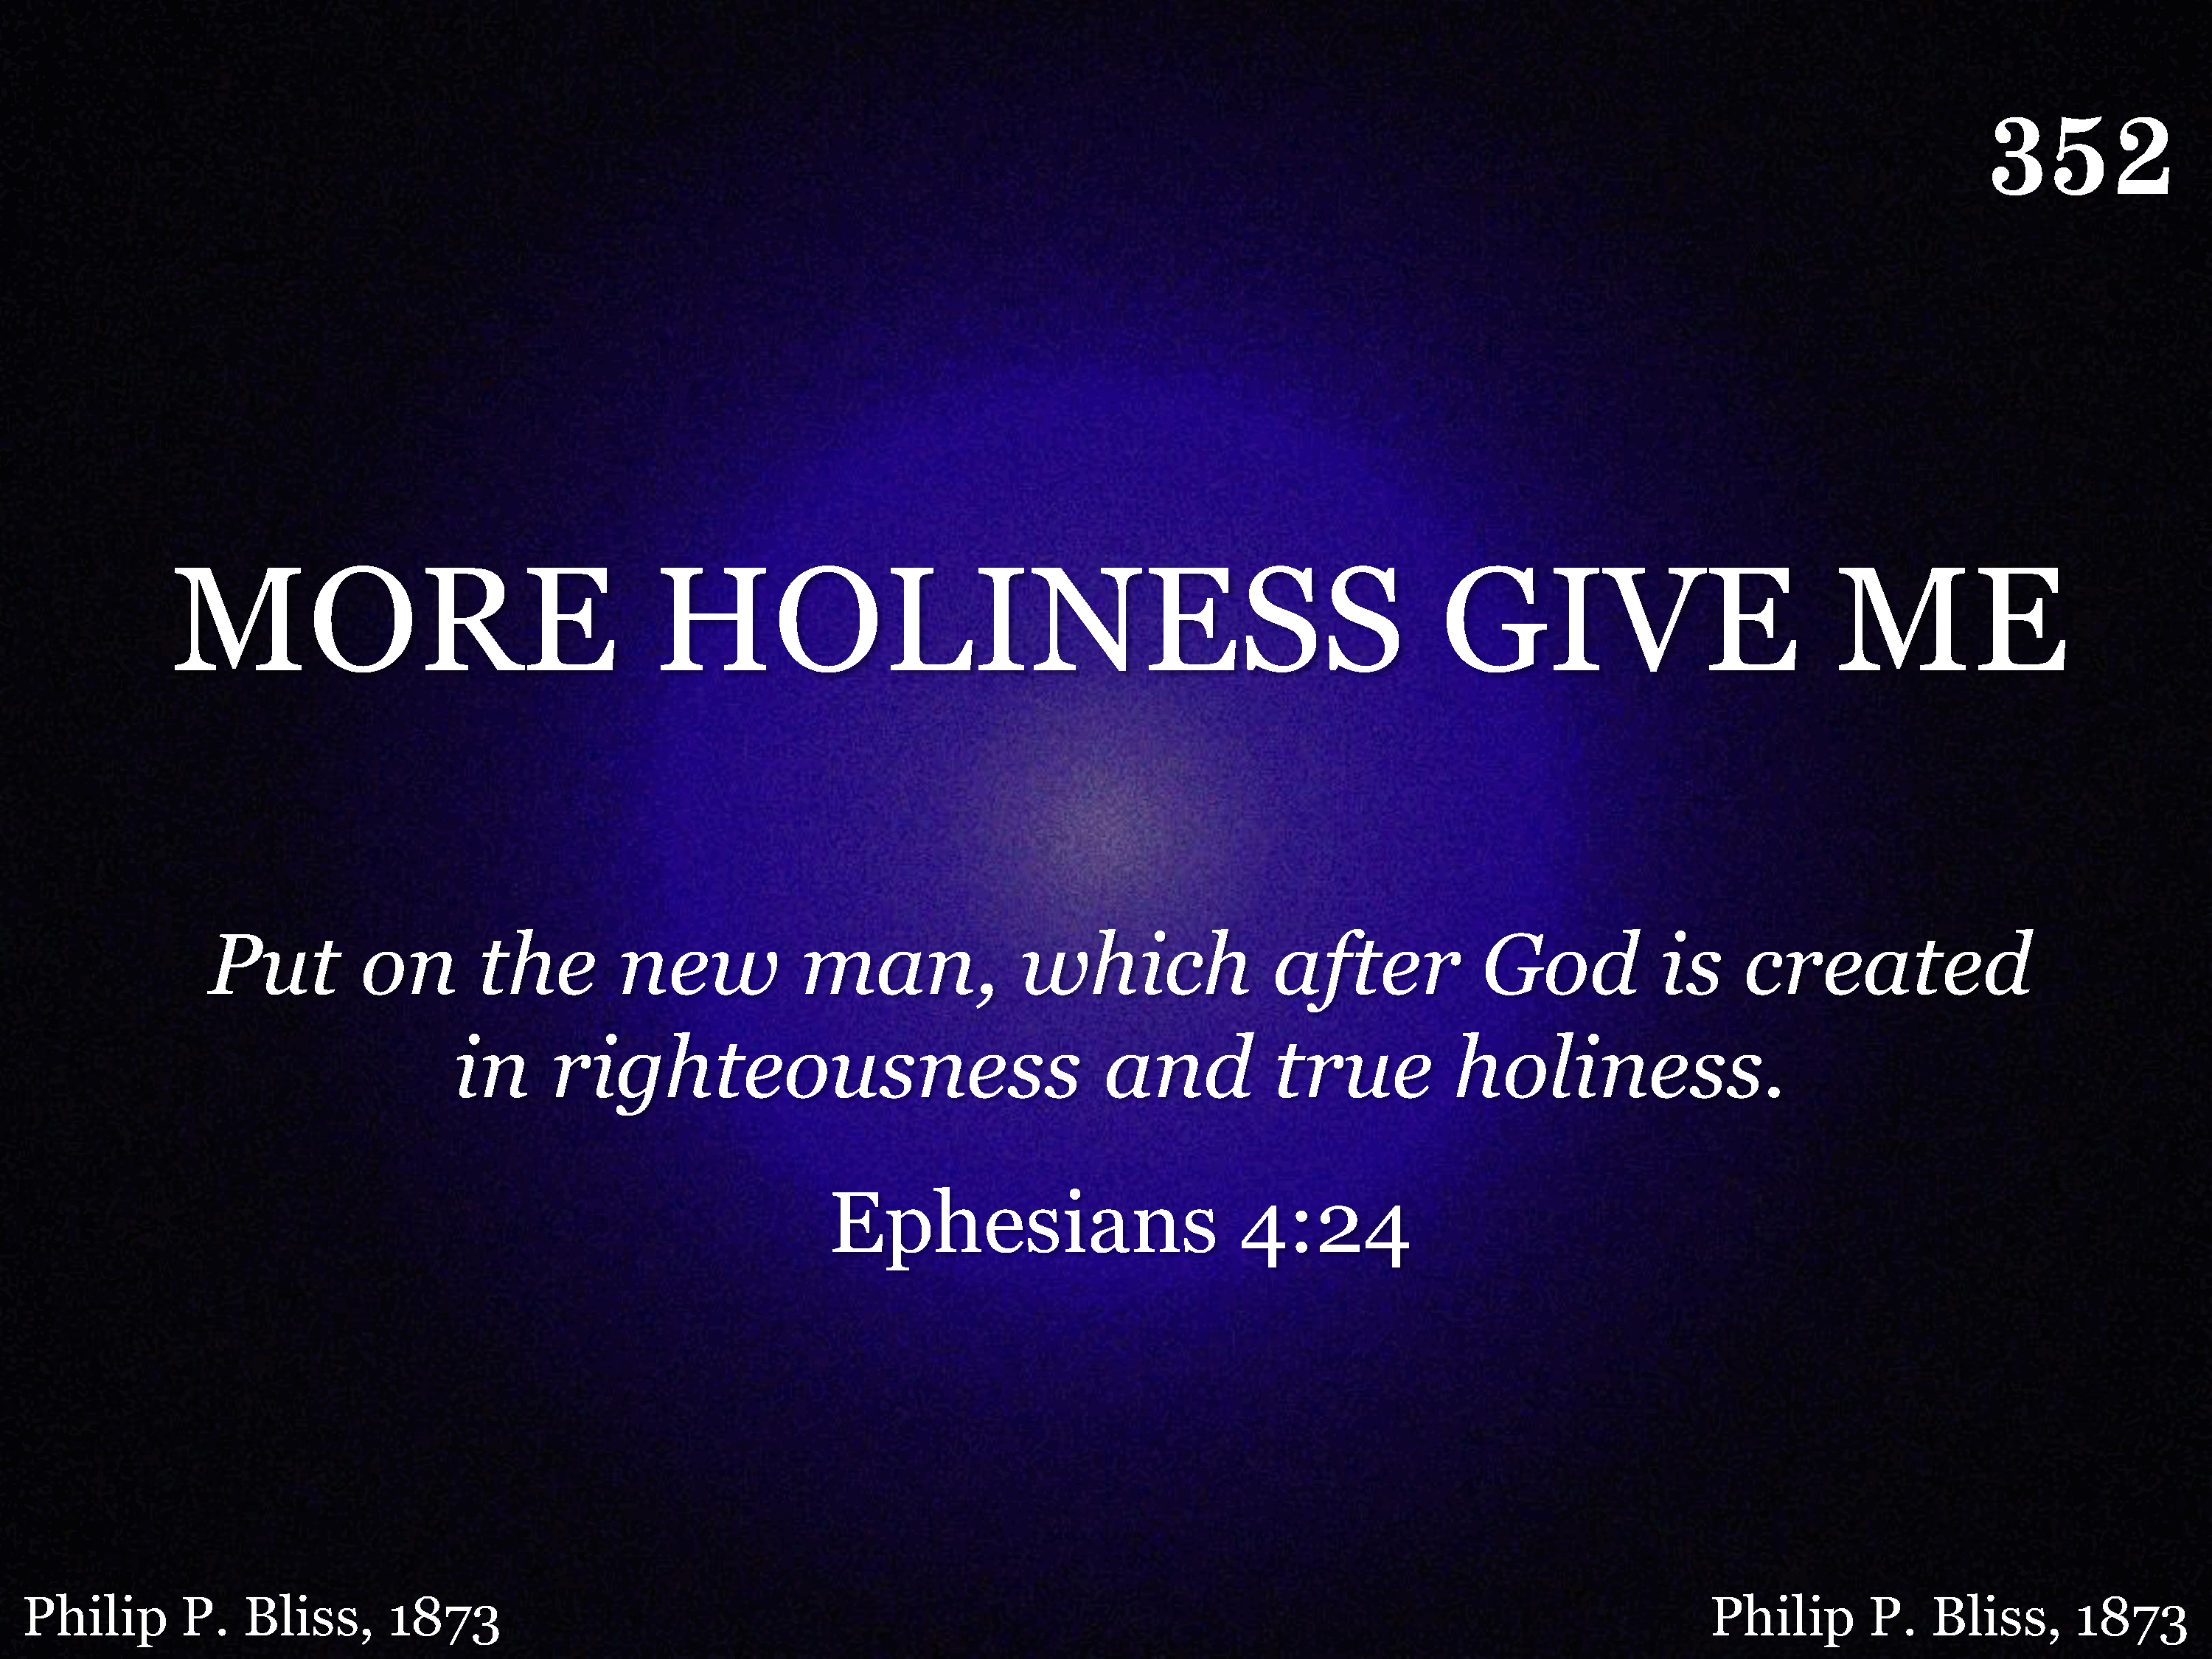 352
MORE HOLINESS GIVE ME
Put on the new man, which after God is created
in righteousness and true holiness.
Ephesians 4:24
Philip P. Bliss, 1873
Philip P. Bliss, 1873